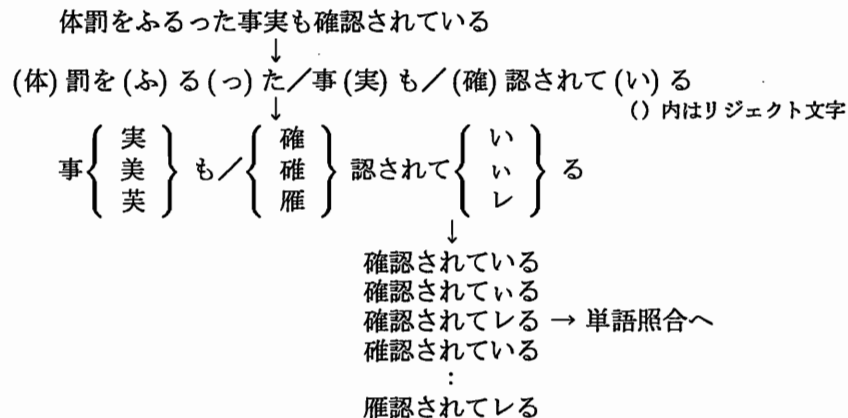 体罰をふるった事実も確認されている
↓
(体)罰を(ふ)る(っ)た／事(実)も／(確)認されて(い)る
()内はリジェクト文字
↓
実 確 い
事{美}も／{碓}認されて{ぃ}る
芙 雁 レ
↓
確認されている
確認されてぃる
確認されてレる → 単語照合へ
碓認されている
:
雁認されてレる